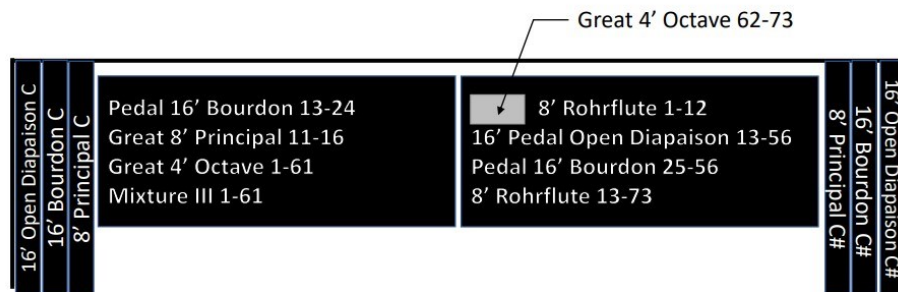 Great 4’ Octave 62-73
16’ Open Diapaison C
16’ Bourdon C
8’ Principal C
Pedal 16’ Bourdon 13-24
Great 8’ Principal 11-16
Great 4’ Octave 1-61
Mixture III 1-61
8’ Rohrflute 1-12
16’ Pedal Open Diapaison 13-56
Pedal 16’ Bourdon 25-56
8’ Rohrflute 13-73
8’ Principal C#
16’ Bourdon C#
16’ Open Diapaison C#